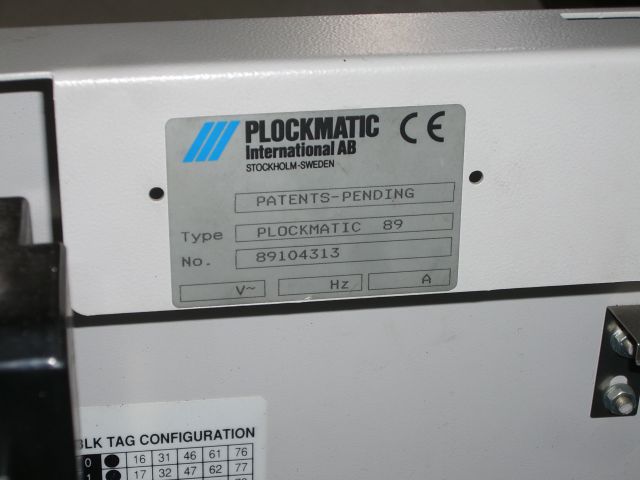 PLOCKMATIC CE
International AB
STOCKHOLM-SWEDEN
PATENTS-PENDING
Type PLOCKMATIC 89
No. 89104313
V~ Hz A
BLK TAG CONFIGURATION
0 16 31 46 61 76
1 17 32 47 62 77